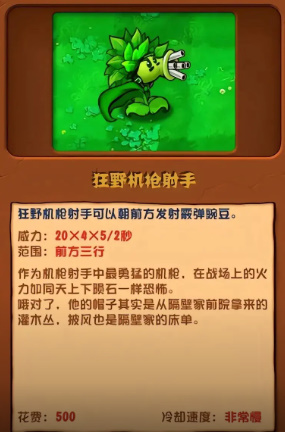 狂野机枪射手
狂野机枪射手可以朝前方发射霰弹豌豆。
威力：20×4×5/2秒
范围：前方三行
作为机枪射手中最勇猛的机枪，在战场上的火
力如同天上下陨石一样恐怖。
哦对了，他的帽子其实是从隔壁家前院拿来的
灌木丛，披风也是隔壁家的床单。
花费：500 冷却速度：非常慢